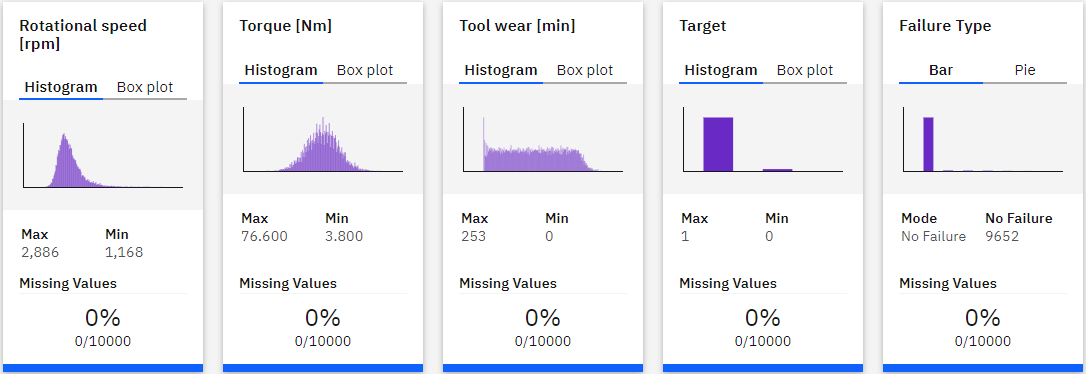 Rotational speed
[rpm]
Histogram
Box plot
Max
Min
2,886
1,168
Missing Values
0%
0/10000
Torque [Nm]
Histogram
Box plot
Max
Min
76.600
3.800
Missing Values
0%
0/10000
Tool wear [min]
Histogram
Box plot
Max
Min
253
0
Missing Values
0%
0/10000
Target
Histogram
Box plot
Max
Min
1
0
Missing Values
0%
0/10000
Failure Type
Bar
Pie
Mode
No Failure
No Failure
9652
Missing Values
0%
0/10000